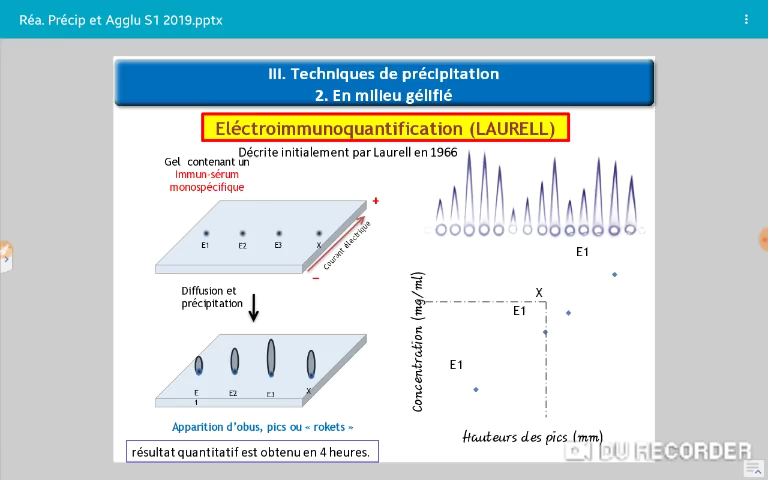 Réa. Précip et Agglu S1 2019.pptx
III. Techniques de précipitation
2. En milieu gélifié
Eléctroimmunoquantification (LAURELL)
Décrite initialement par Laurell en 1966
Gel contenant un
Immun-sérum
monospécifique
+
E1 E2 E3 X
Courant électrique
−
Diffusion et
précipitation
E
1
E2 E3 X
Apparition d'obus, pics ou « rokets »
résultat quantitatif est obtenu en 4 heures.
E1
X
E1
E1
Concentration (mg/ml)
Hauteurs des pics (mm)
DU RECORDER